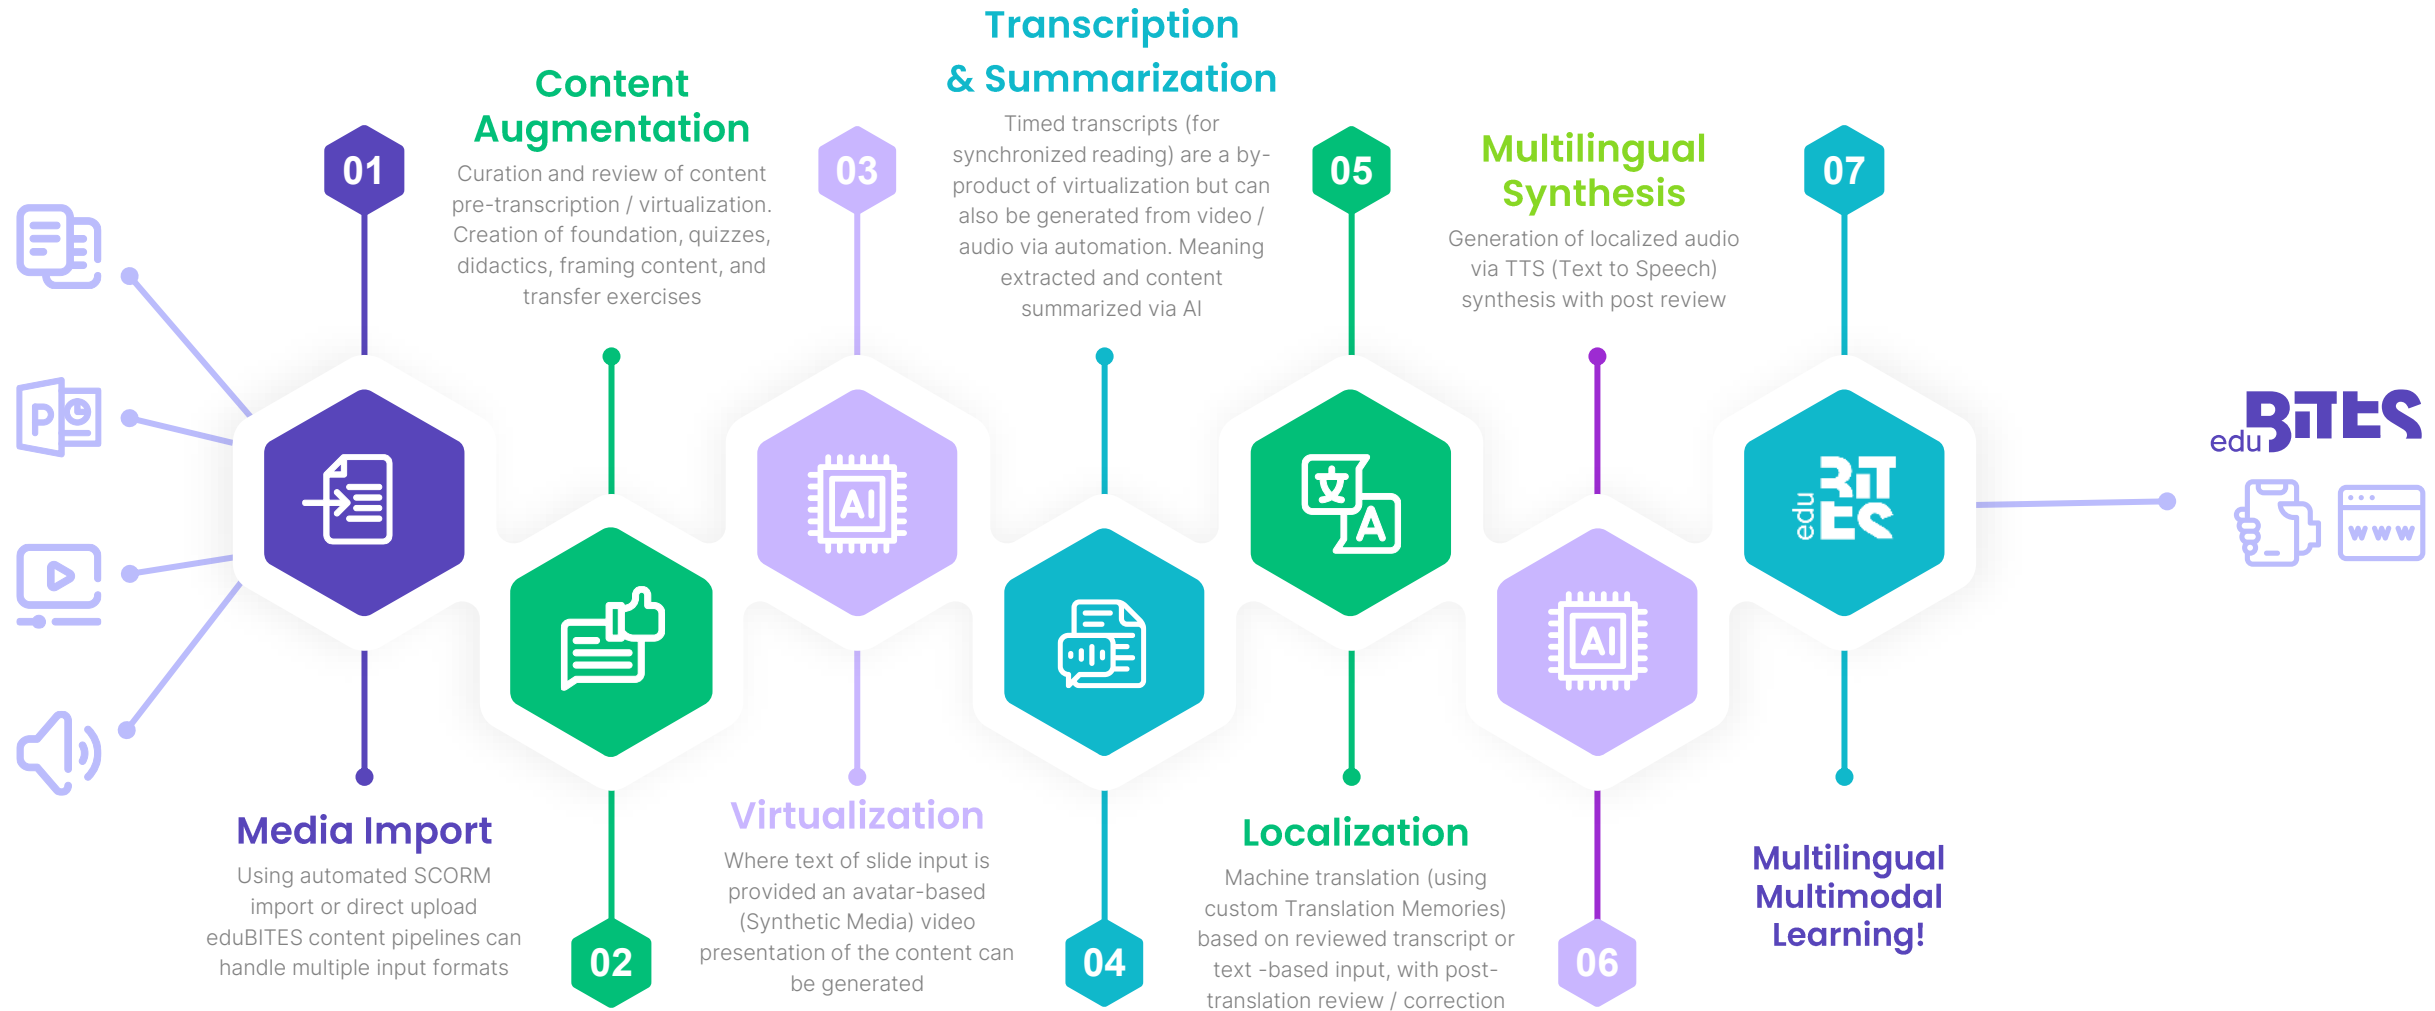 01
Media Import
Using automated SCORM
import or direct upload
eduBITES content pipelines can
handle multiple input formats
P
Content
Augmentation
Curation and review of content
pre-transcription / virtualization.
Creation of foundation, quizzes,
didactics, framing content, and
transfer exercises
02
03
AI
Virtualization
Where text of slide input is
provided an avatar-based
(Synthetic Media) video
presentation of the content can
be generated
Transcription
& Summarization
Timed transcripts (for
synchronized reading) are a by-
product of virtualization but can
also be generated from video /
audio via automation. Meaning
extracted and content
summarized via AI
04
05
文
A
Localization
Machine translation (using
custom Translation Memories)
based on reviewed transcript or
text -based input, with post-
translation review / correction
Multilingual
Synthesis
Generation of localized audio
via TTS (Text to Speech)
synthesis with post review
AI
06
07
edu BITES
Multilingual
Multimodal
Learning!
edu BITES
www